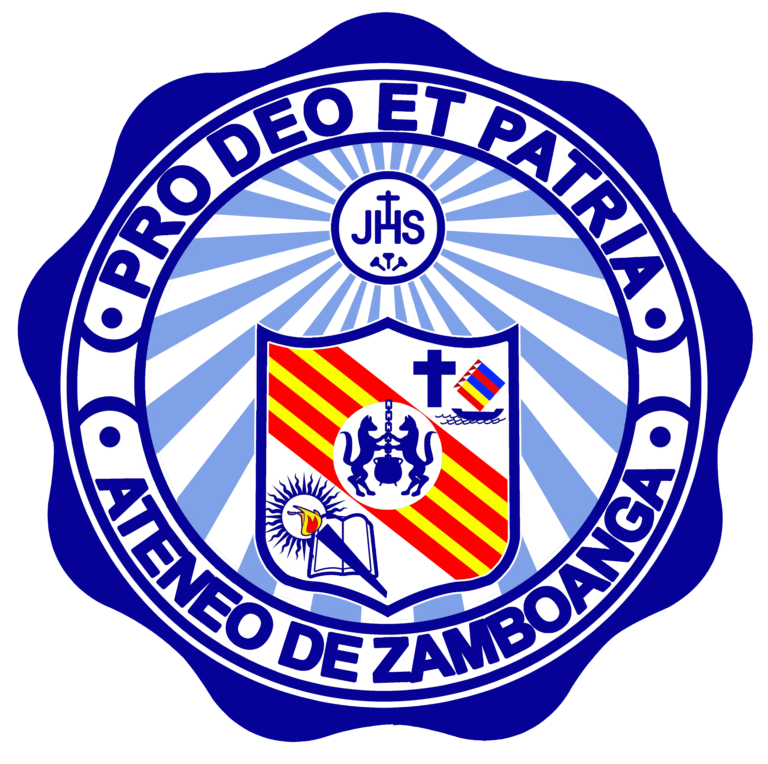 PRO DEO ET PATRIA
JHS
ATENEO DE ZAMBOANGA